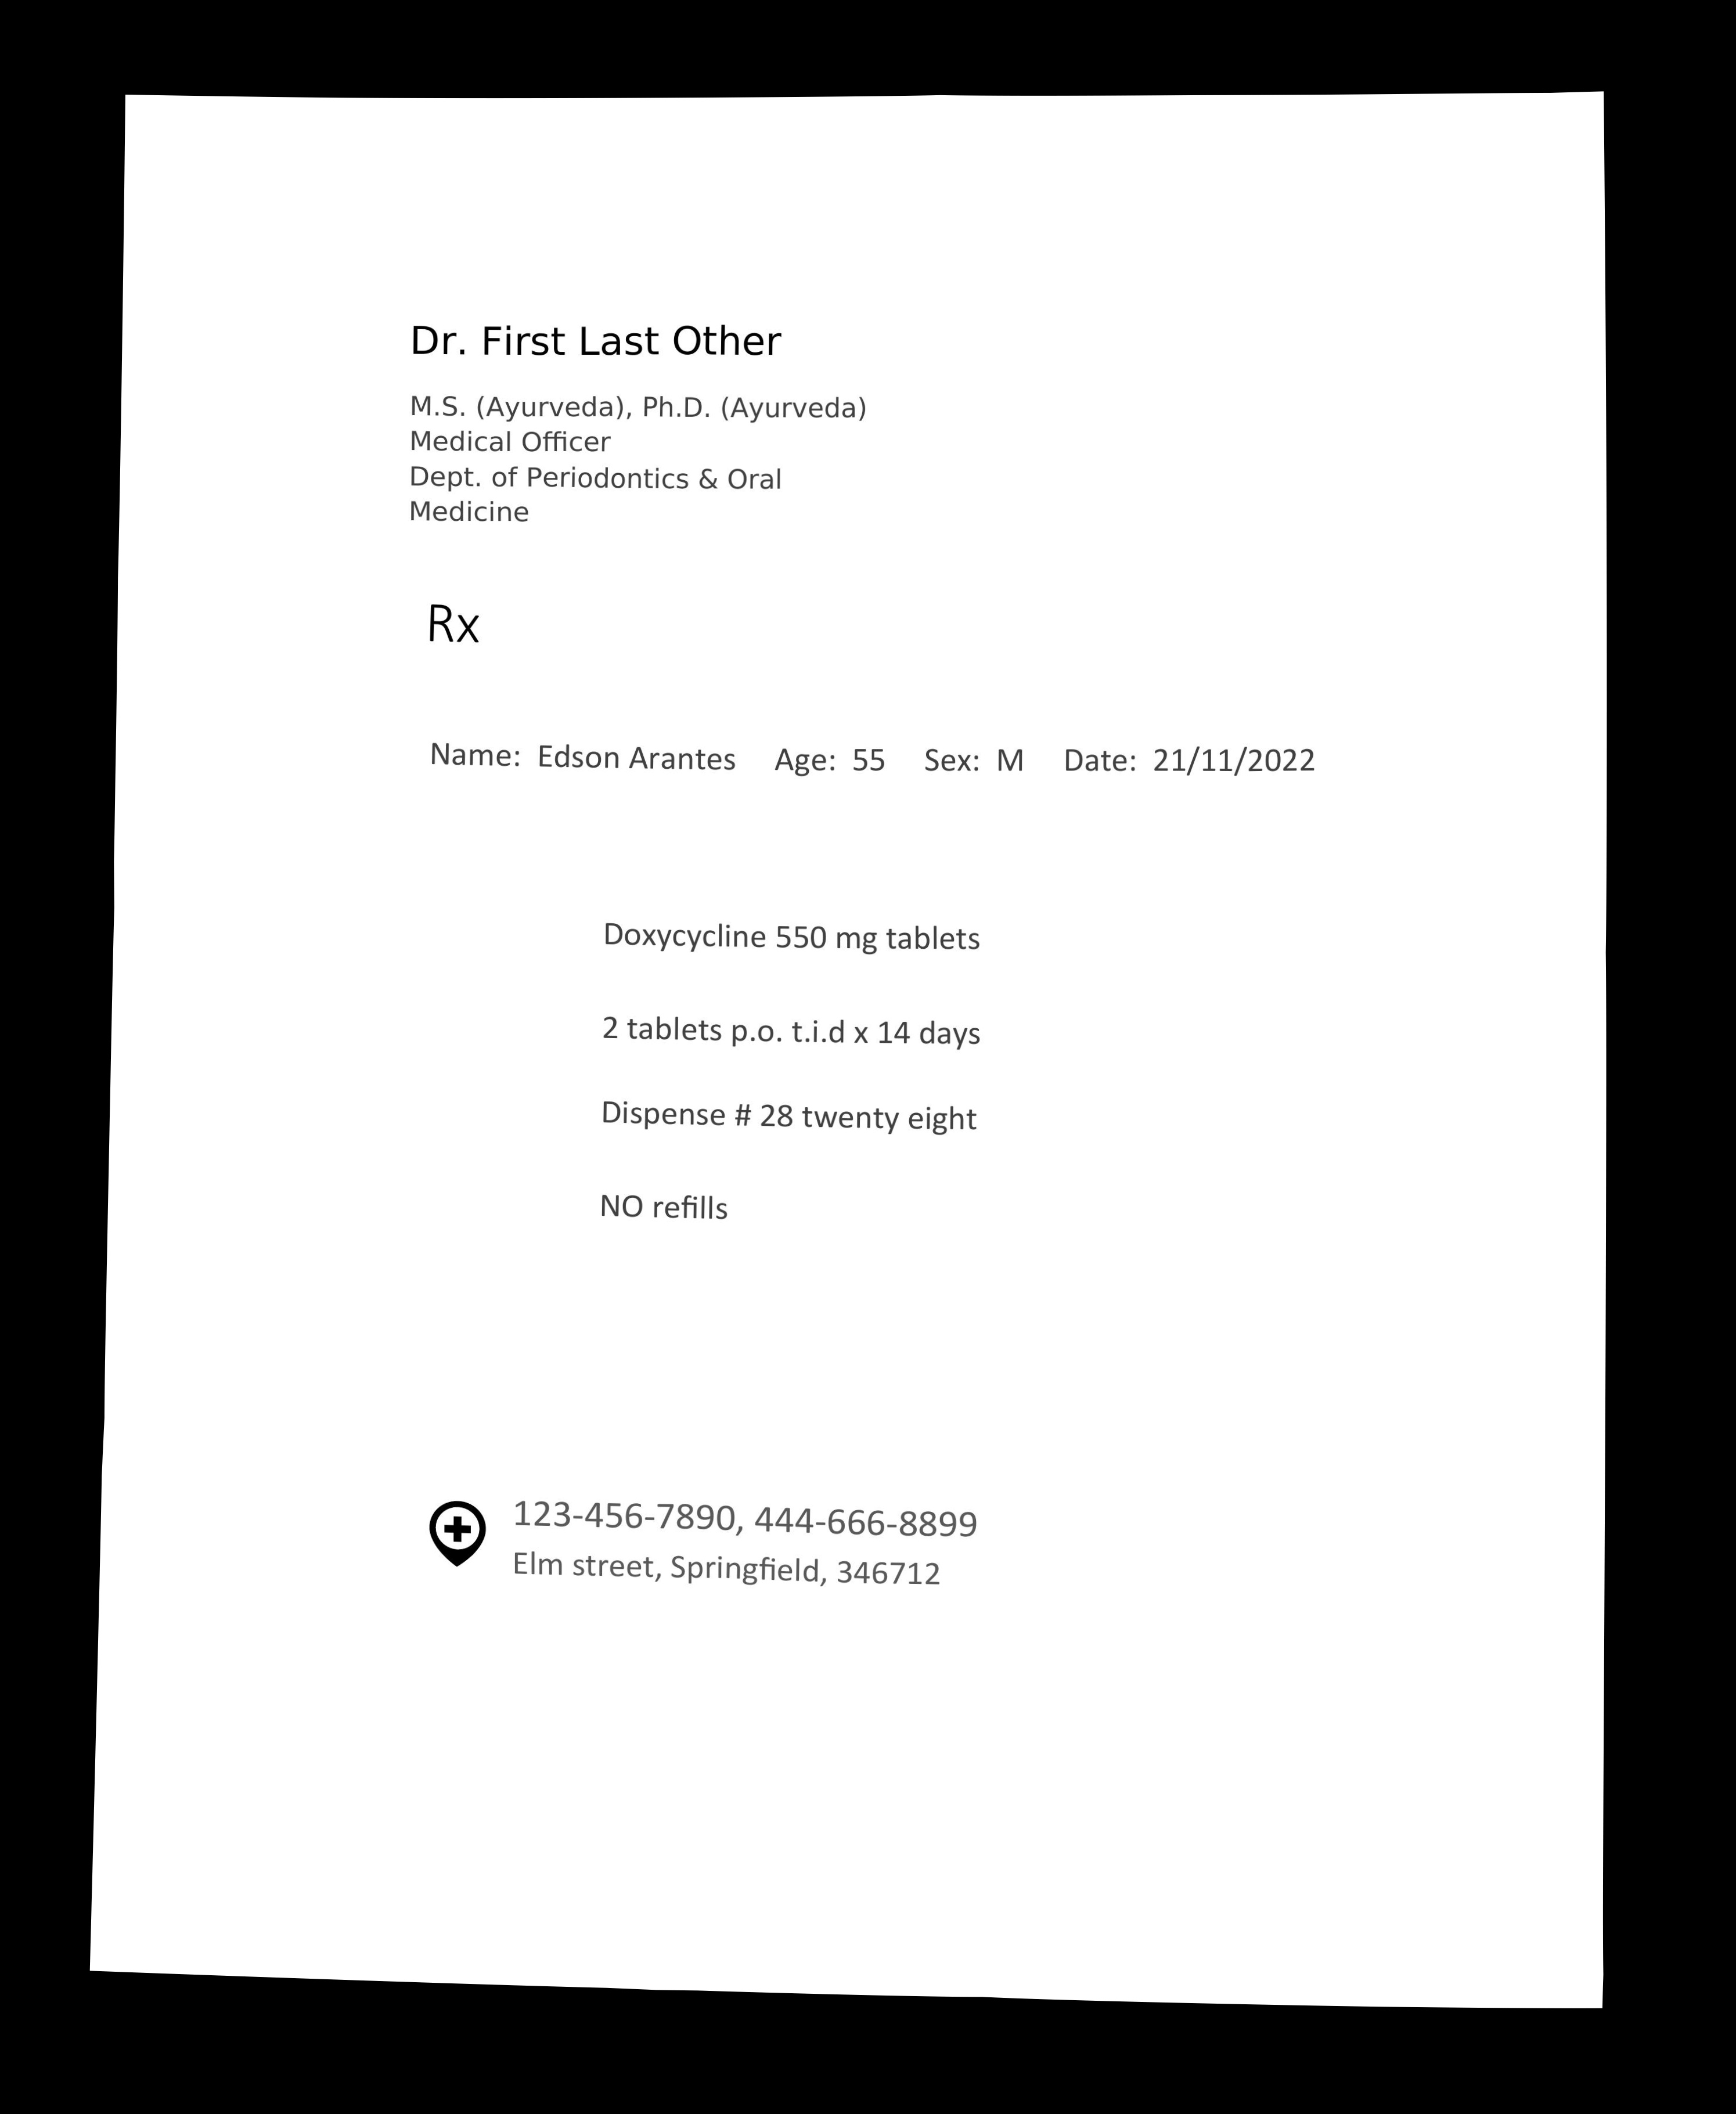 Dr. First Last Other
M.S. (Ayurveda), Ph.D. (Ayurveda)
Medical Officer
Dept. of Periodontics & Oral
Medicine
Rx
Name: Edson Arantes Age: 55 Sex: M Date: 21/11/2022
Doxycycline 550 mg tablets
2 tablets p.o. t.i.d x 14 days
Dispense # 28 twenty eight
NO refills
123-456-7890, 444-666-8899
Elm street, Springfield, 346712